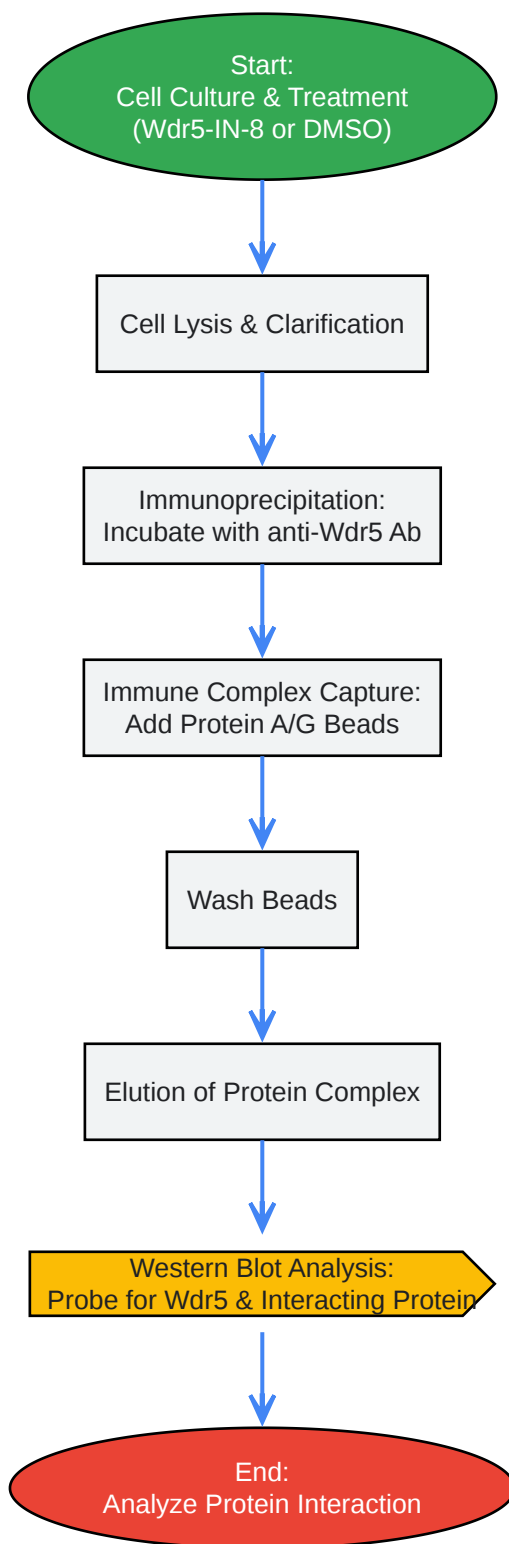 Start:
Cell Culture & Treatment
(Wdr5-IN-8 or DMSO)
Cell Lysis & Clarification
Immunoprecipitation:
Incubate with anti-Wdr5 Ab
Immune Complex Capture:
Add Protein A/G Beads
Wash Beads
Elution of Protein Complex
Western Blot Analysis:
Probe for Wdr5 & Interacting Protein
End:
Analyze Protein Interaction